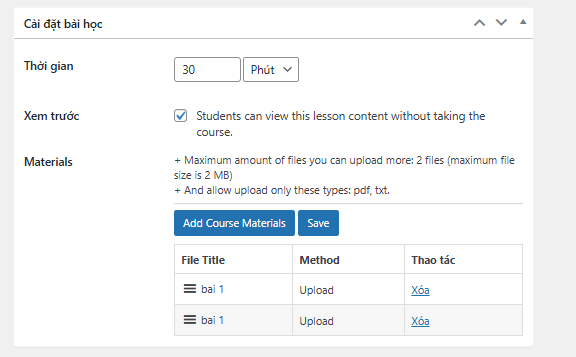 Cài đặt bài học
Thời gian
30 Phút
Xem trước
Students can view this lesson content without taking the
course.
Materials
+ Maximum amount of files you can upload more: 2 files (maximum file
size is 2 MB)
+ And allow upload only these types: pdf, txt.
Add Course Materials Save
File Title Method Thao tác
bai 1 Upload Xóa
bai 1 Upload Xóa